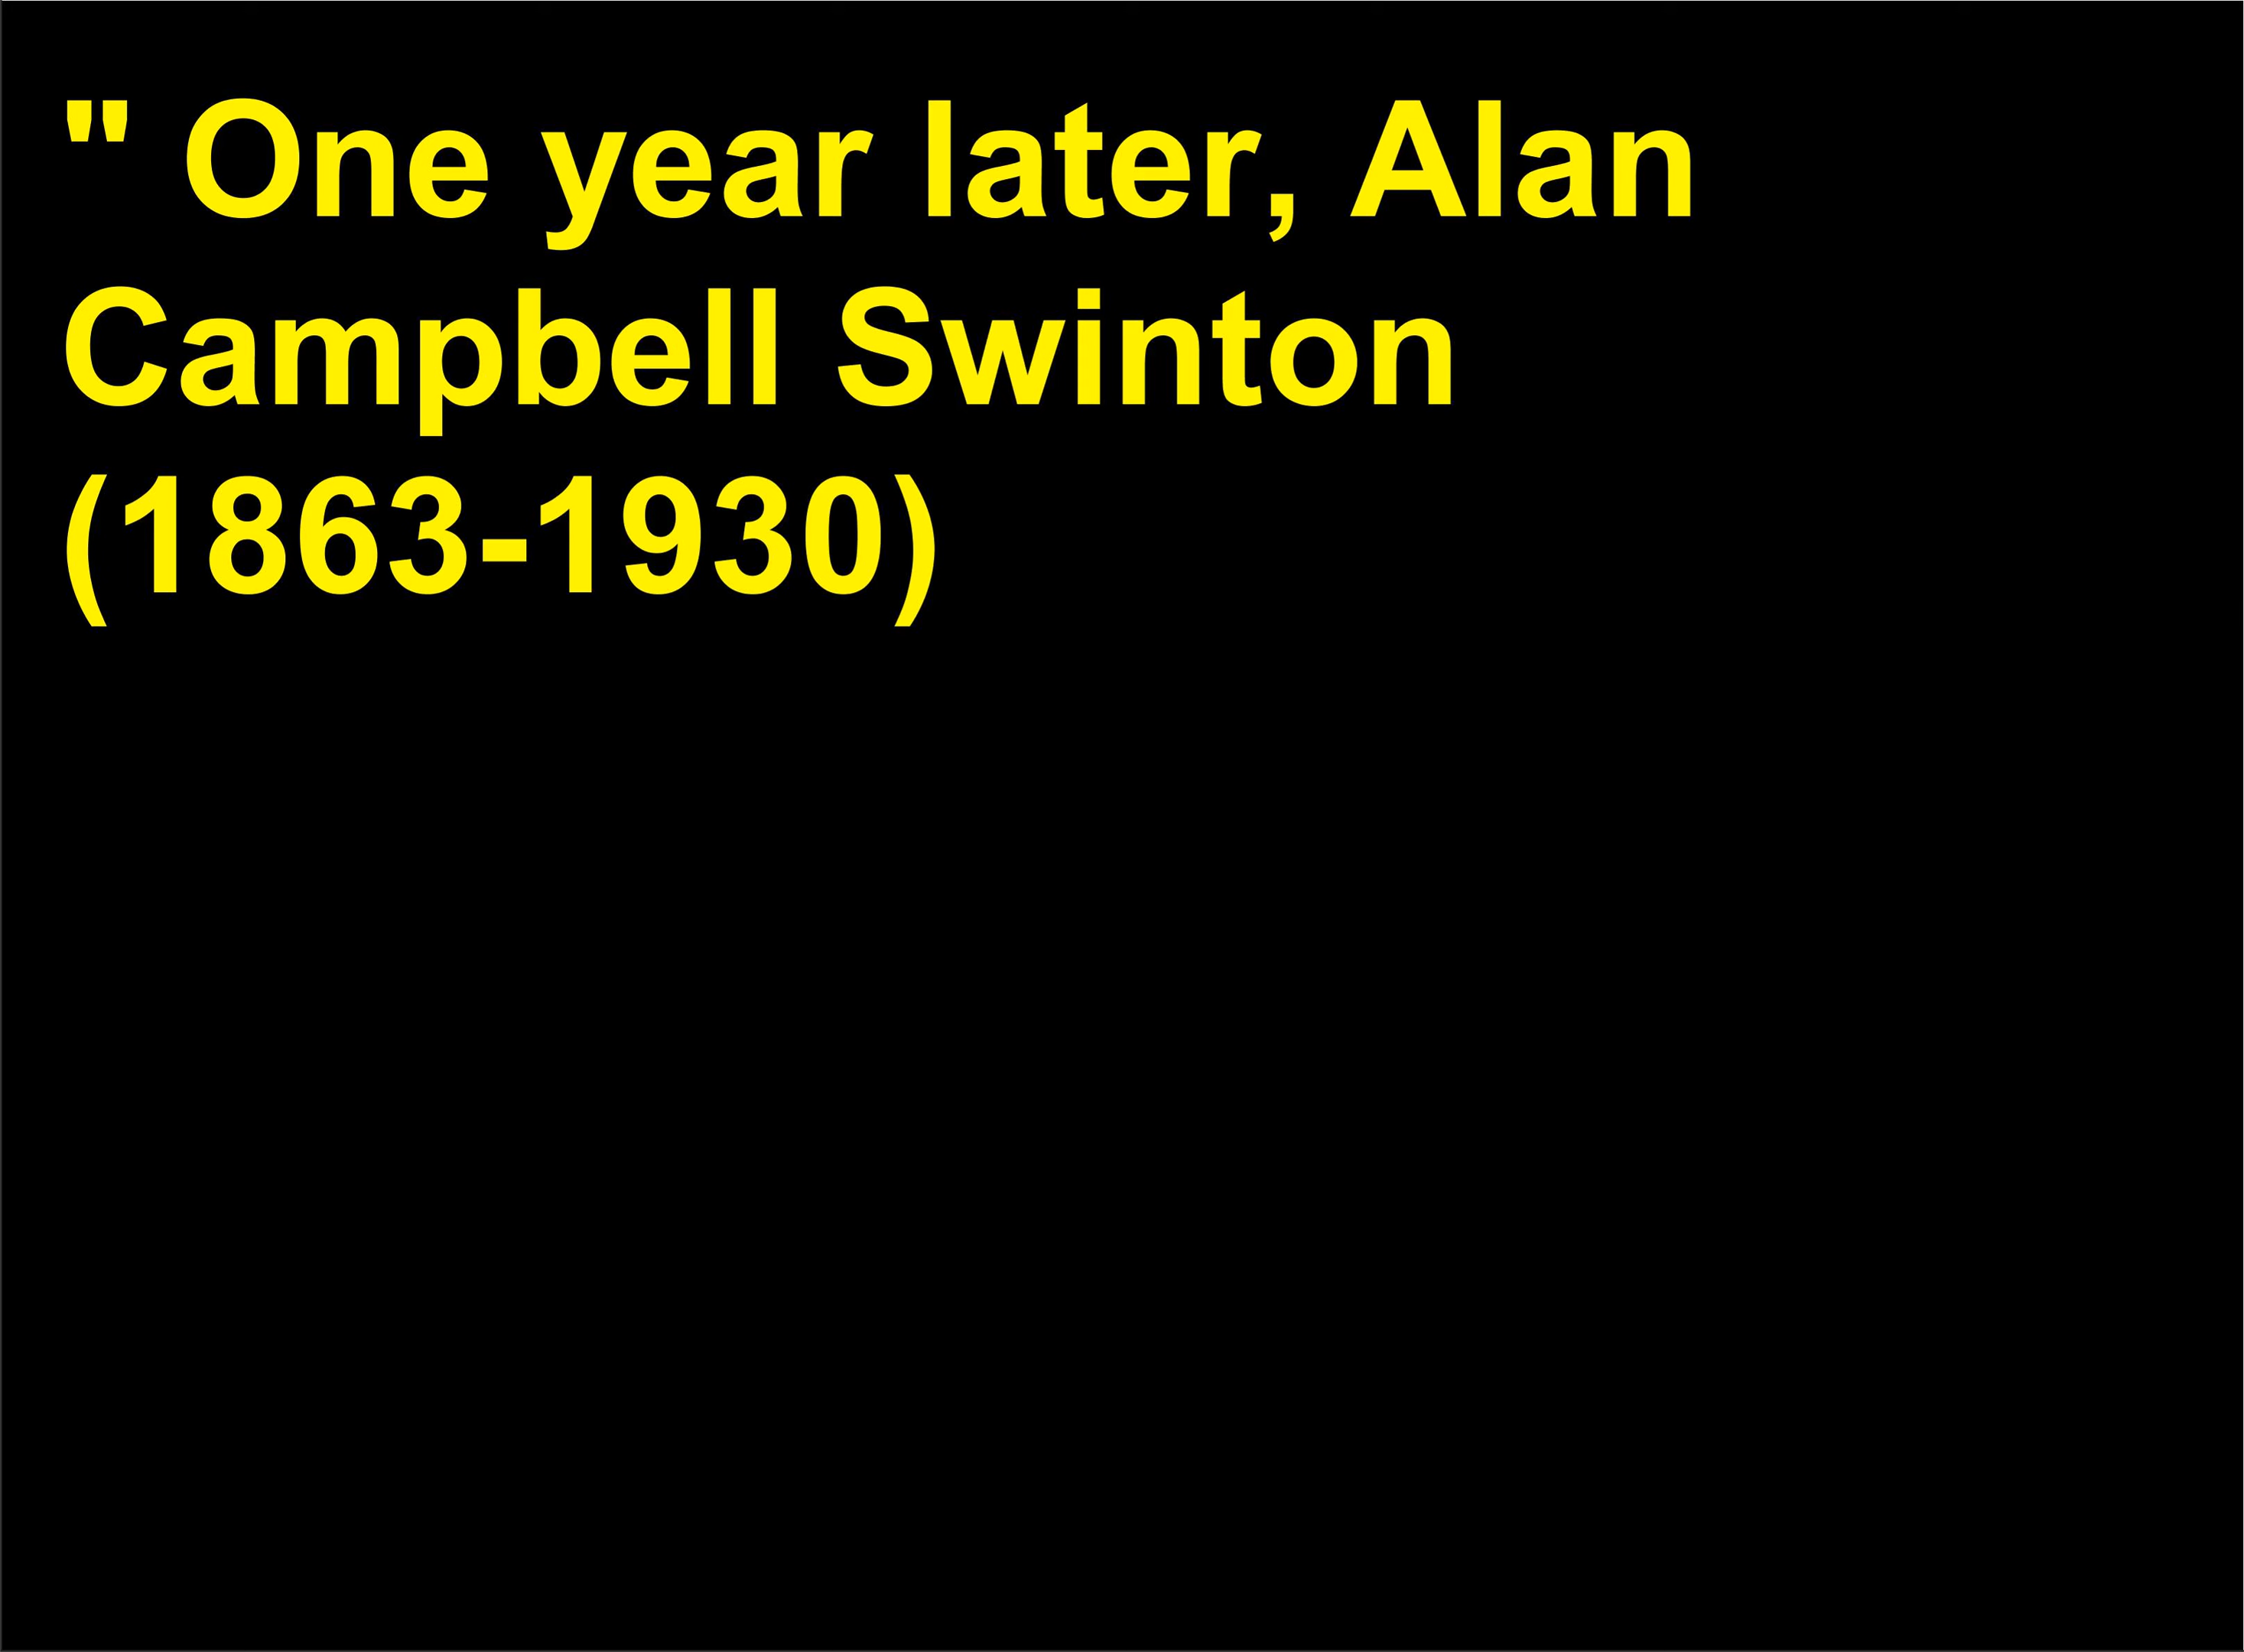 " One year later, Alan
Campbell Swinton
(1863-1930)